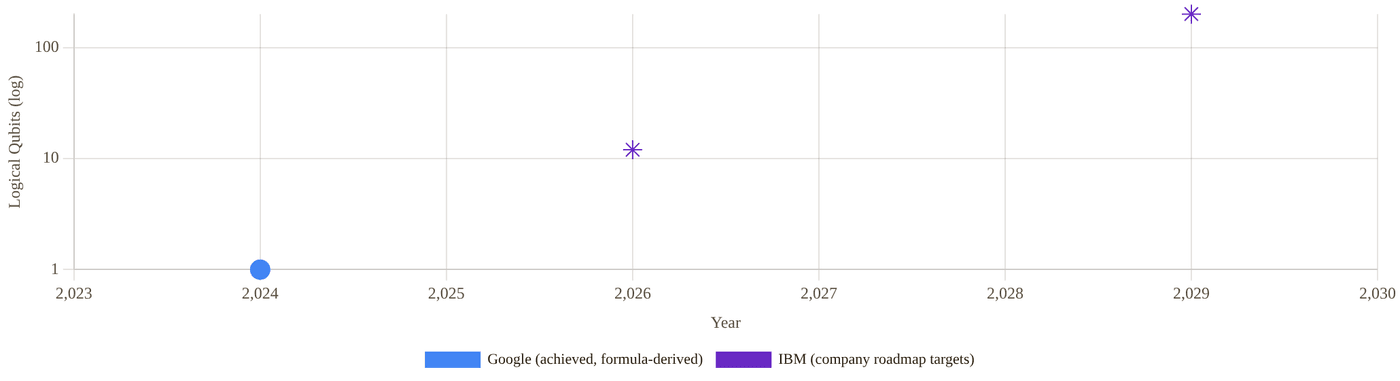 100
10
1
Logical Qubits (log)
2,023 2,024 2,025 2,026 2,027 2,028 2,029 2,030
Year
Google (achieved, formula-derived) IBM (company roadmap targets)